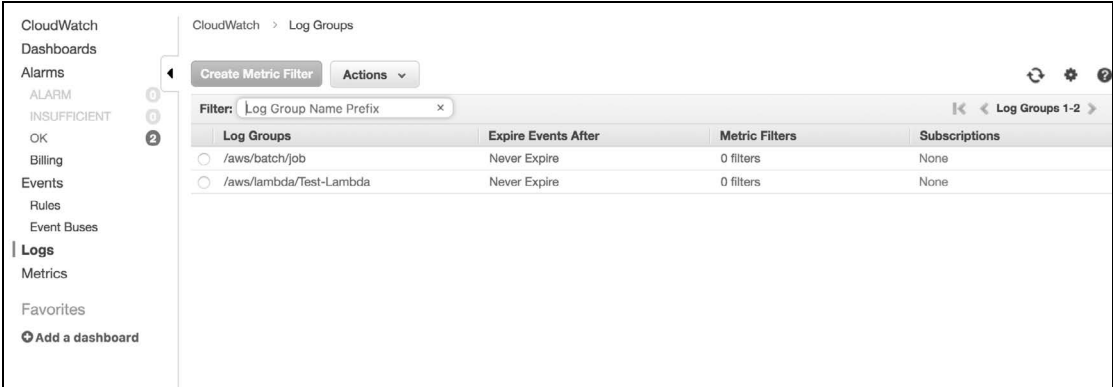 CloudWatch
Dashboards
Alarms
ALARM 0
INSUFFICIENT 0
OK 2
Billing
Events
Rules
Event Buses
Logs
Metrics
Favorites
Add a dashboard
CloudWatch > Log Groups
Create Metric Filter Actions
Filter: Log Group Name Prefix × Log Groups 1-2
Log Groups Expire Events After Metric Filters Subscriptions
/aws/batch/job Never Expire 0 filters None
/aws/lambda/Test-Lambda Never Expire 0 filters None